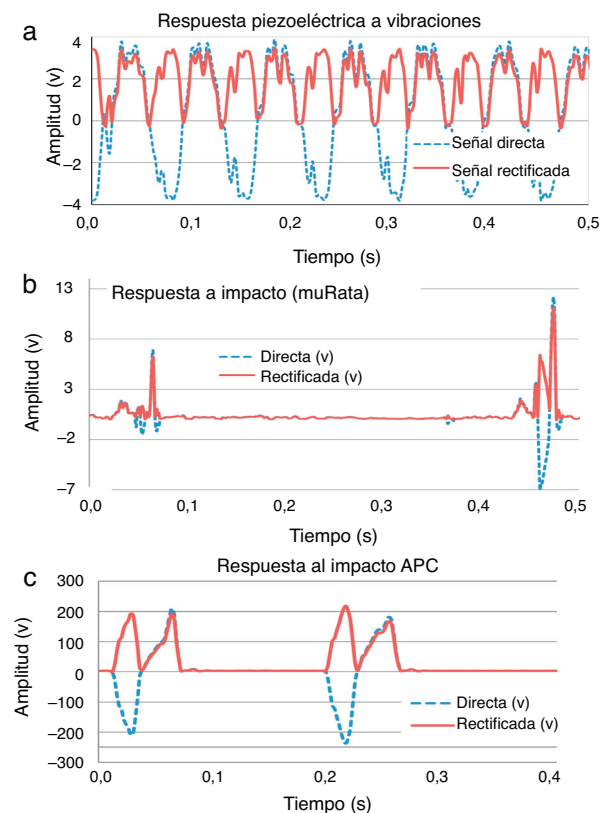 a
Respuesta piezoeléctrica a vibraciones
Amplitud (v)
4
2
0
–2
–4
Señal directa
Señal rectificada
0,0 0,1 0,2 0,3 0,4 0,5
Tiempo (s)
b
Respuesta a impacto (muRata)
Amplitud (v)
13
8
3
–2
–7
Directa (v)
Rectificada (v)
0,0 0,1 0,2 0,3 0,4 0,5
Tiempo (s)
c
Respuesta al impacto APC
Amplitud (v)
300
200
100
0
–100
–200
–300
Directa (v)
Rectificada (v)
0,0 0,1 0,2 0,3 0,4
Tiempo (s)